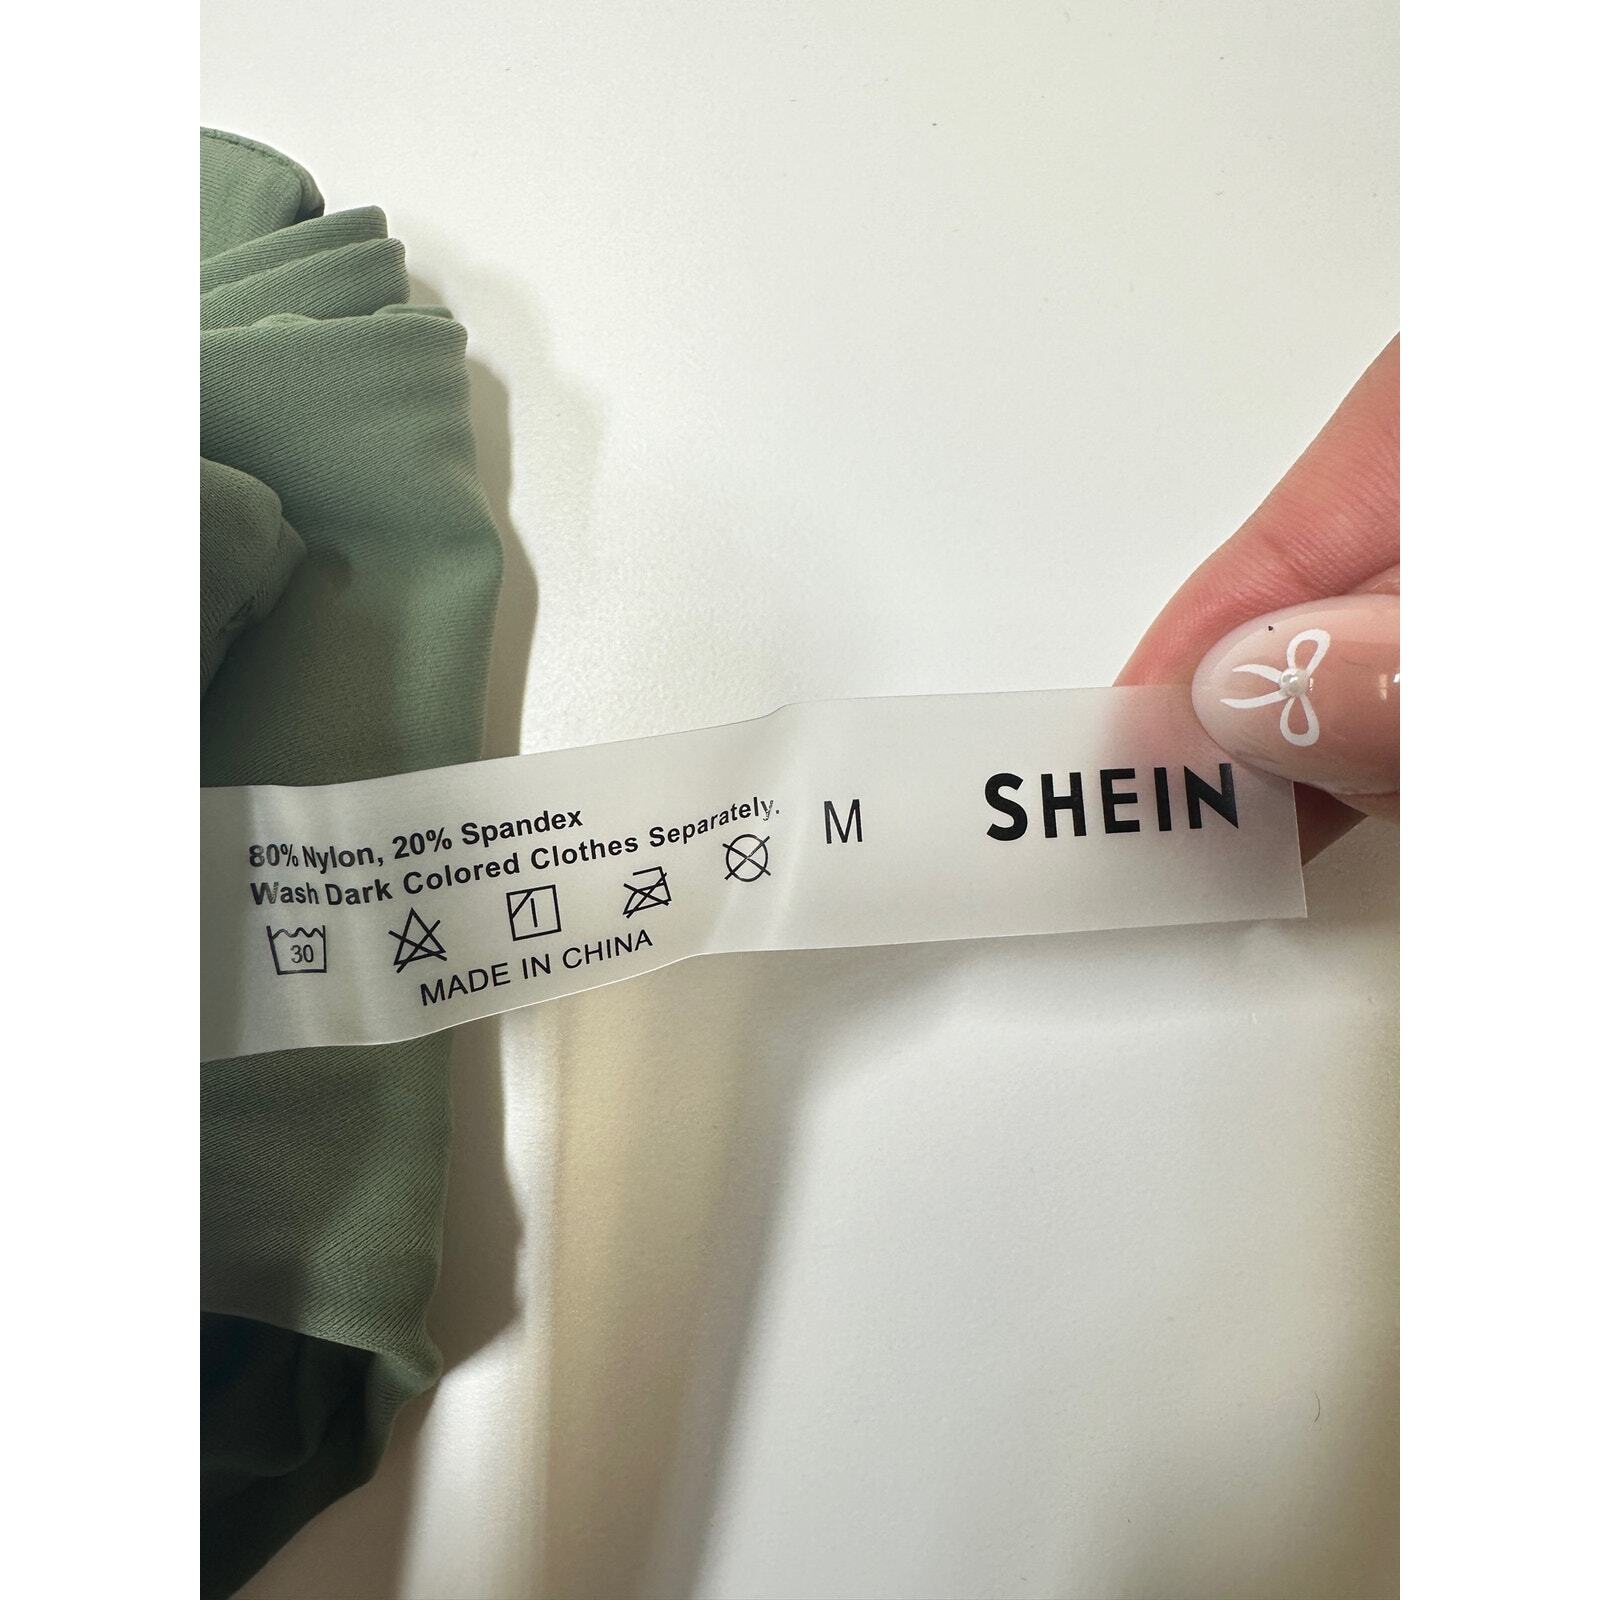 80% Nylon, 20% Spandex
Wash Dark Colored Clothes Separately.
30
MADE IN CHINA
M
SHEIN